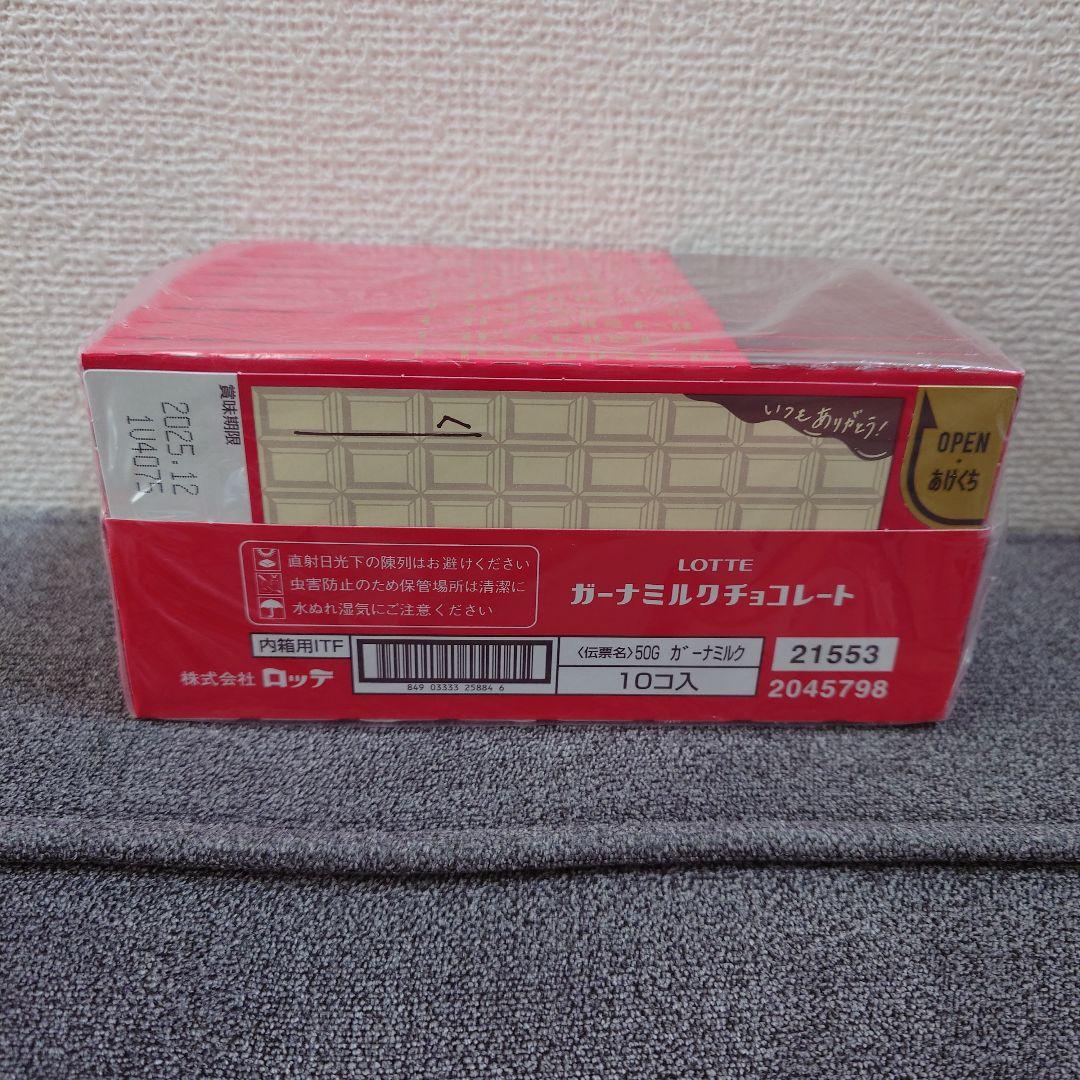 賞味期限
2025.12
1U4075
へ
いつもありがとう!
OPEN
・
あけくち
直射日光下の陳列はお避けください
虫害防止のため保管場所は清潔に
水ぬれ湿気にご注意ください
LOTTE
ガーナミルクチョコレート
内箱用ITF
849 03333 25884 6
〈伝票名〉50G ガーナミルク
10コ入
21553
2045798
株式会社 ロッテ